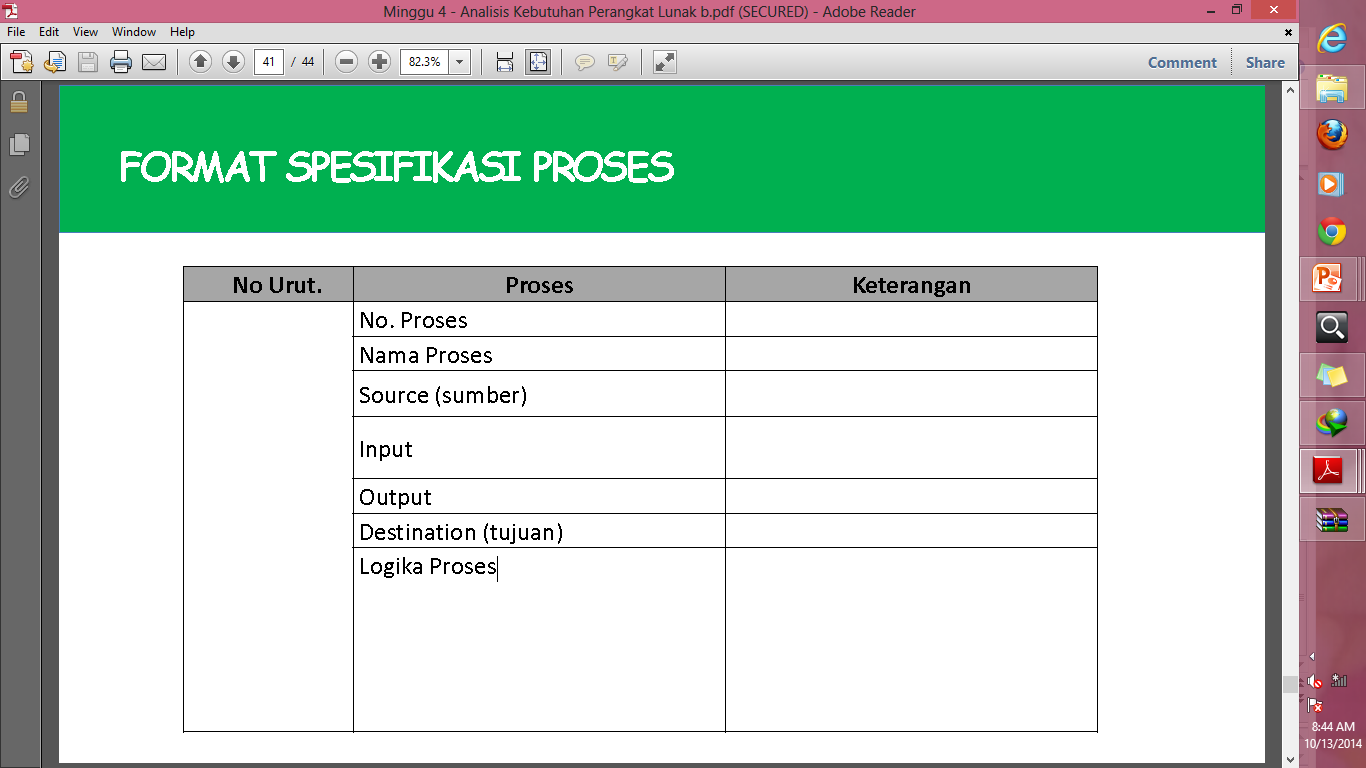 Minggu 4 - Analisis Kebutuhan Perangkat Lunak b.pdf (SECURED) - Adobe Reader
File Edit View Window Help
41 / 44 82.3% Comment Share
FORMAT SPESIFIKASI PROSES
No Urut. Proses Keterangan
No. Proses
Nama Proses
Source (sumber)
Input
Output
Destination (tujuan)
Logika Proses
8:44 AM
10/13/2014